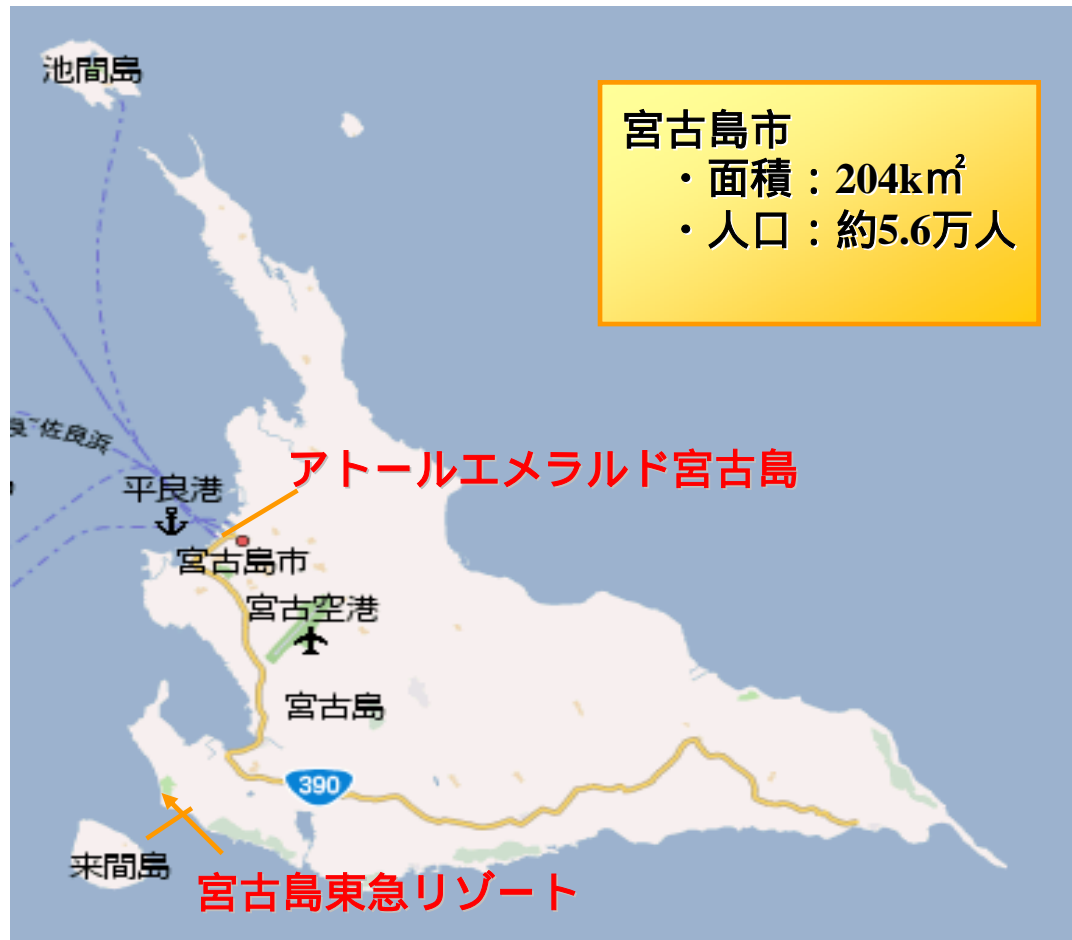 池間島
宮古島市
・面積：204k㎡
・人口：約5.6万人
佐良浜
アトールエメラルド宮古島
平良港
宮古島市
宮古空港
宮古島
390
来間島
宮古島東急リゾート